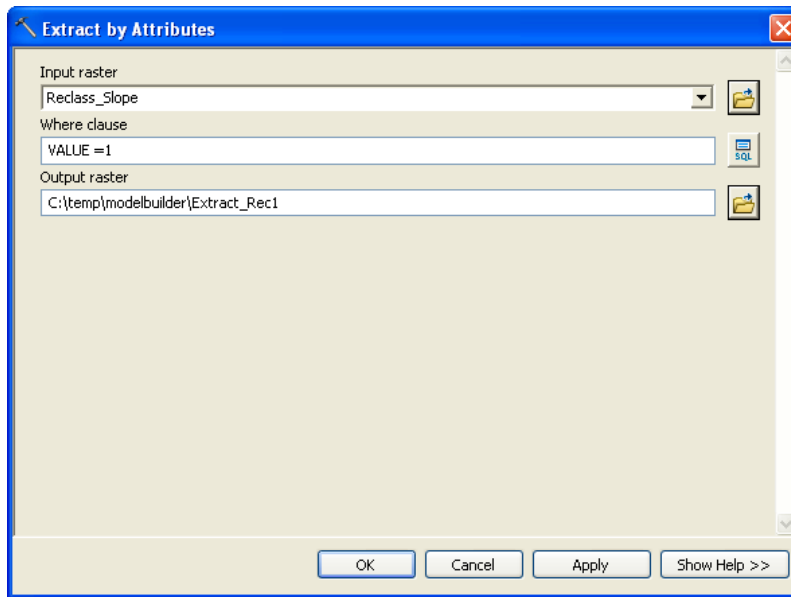 Extract by Attributes
Input raster
Reclass_Slope
Where clause
VALUE =1
SQL
Output raster
C:\temp\modelbuilder\Extract_Rec1
OK Cancel Apply Show Help >>